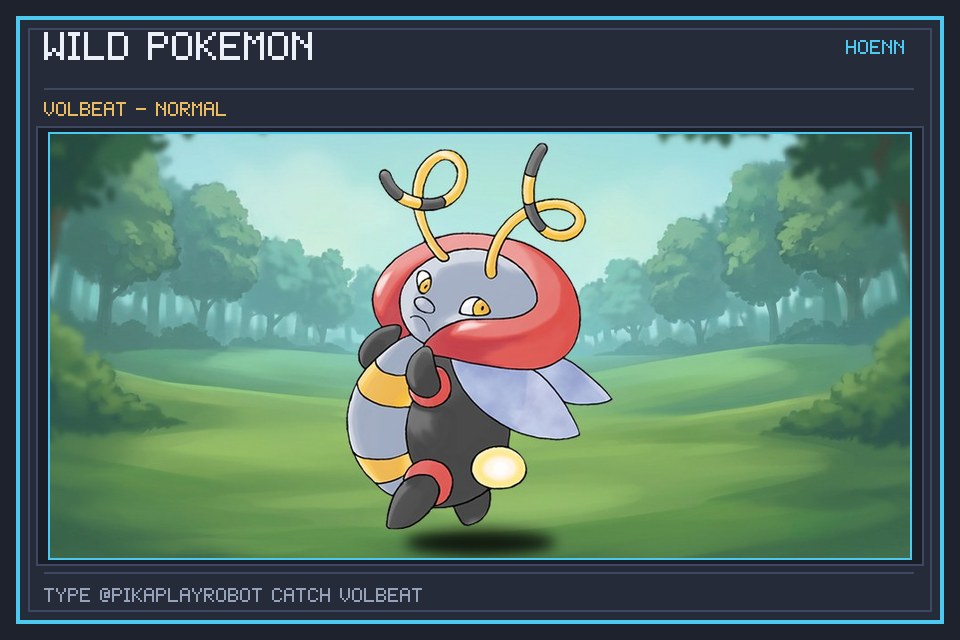 WILD POKEMON
HOENN
VOLBEAT - NORMAL
TYPE @PIKAPLAYROBOT CATCH VOLBEAT